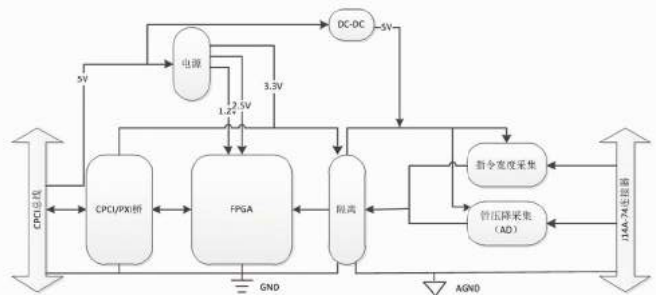 DC-DC
5V
电源
5V
3.3V
1.2V
2.5V
CPCI总线
CPCI/PXI桥
FPGA
隔离
指令宽度采集
管压降采集
(AD)
J14A-74连接器
GND
AGND